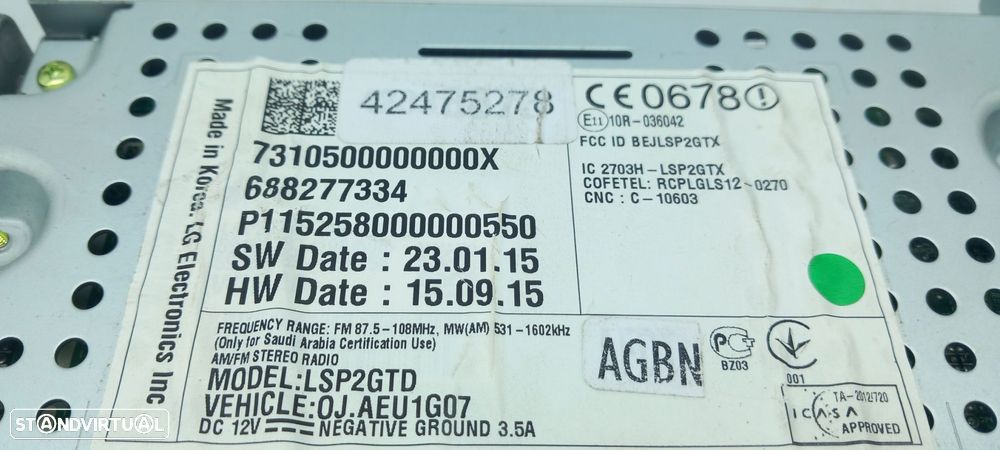 Made in Korea. LG Electronics Inc
42475278
7310500000000X
688277334
P115258000000550
SW Date : 23.01.15
HW Date : 15.09.15
CE0678
E11 10R-036042
FCC ID BEJLSP2GTX
IC 2703H-LSP2GTX
COFETEL: RCPLGLS12-0270
CNC : C-10603
FREQUENCY RANGE: FM 87.5-108MHz, MW(AM) 531-1602kHz
(Only for Saudi Arabia Certification Use)
AM/FM STEREO RADIO
MODEL:LSP2GTD
VEHICLE:OJ.AEU1G07
DC 12V NEGATIVE GROUND 3.5A
AGBN
PC
BZ03
001
TA-2012/720
ICASA
APPROVED
STANDVIRTUAL